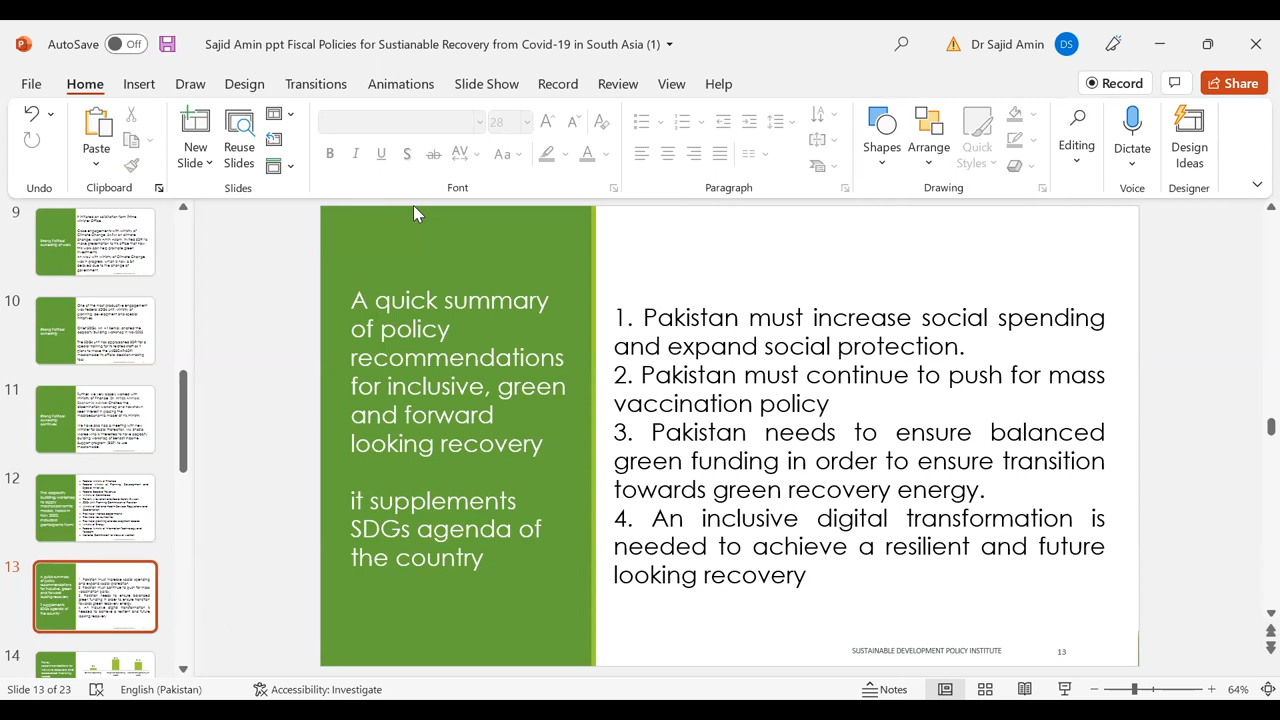 AutoSave Off Sajid Amin ppt Fiscal Policies for Sustianable Recovery from Covid-19 in South Asia (1) Dr Sajid Amin DS
File Home Insert Draw Design Transitions Animations Slide Show Record Review View Help Record Share
28
Paste New Slide Reuse Slides Shapes Arrange Quick Styles Editing Dictate Design Ideas
Undo Clipboard Slides Font Paragraph Drawing Voice Designer
9
10
11
12
13
14
A quick summary
of policy
recommendations
for inclusive, green
and forward
looking recovery
it supplements
SDGs agenda of
the country
1. Pakistan must increase social spending
and expand social protection.
2. Pakistan must continue to push for mass
vaccination policy
3. Pakistan needs to ensure balanced
green funding in order to ensure transition
towards green recovery energy.
4. An inclusive digital transformation is
needed to achieve a resilient and future
looking recovery
SUSTAINABLE DEVELOPMENT POLICY INSTITUTE 13
Slide 13 of 23 English (Pakistan) Accessibility: Investigate Notes 64%